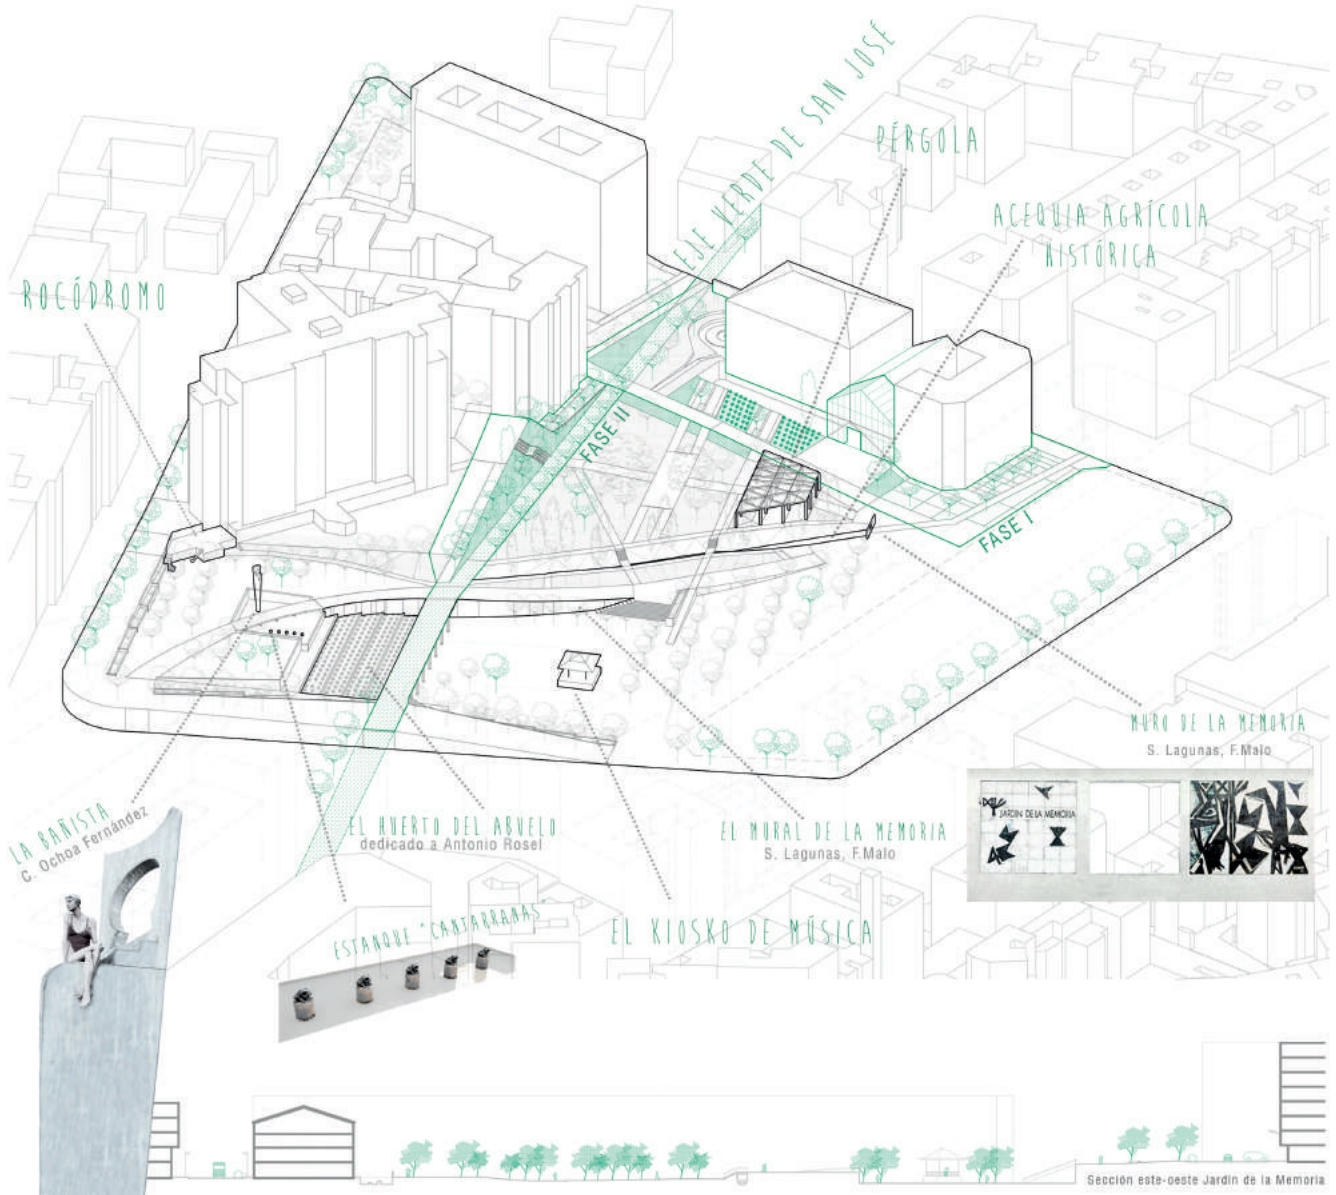 EJE VERDE DE SAN JOSÉ
PÉRGOLA
ACEQUIA AGRÍCOLA
HISTÓRICA
ROCÓDROMO
FASE II
FASE I
MURO DE LA MEMORIA
S. Lagunas, F.Malo
JARDIN DE LA MEMORIA
LA BAÑISTA
C. Ochoa Fernández
EL HUERTO DEL ABUELO
dedicado a Antonio Rosel
EL MURAL DE LA MEMORIA
S. Lagunas, F.Malo
ESTANQUE "CANTARRANAS"
EL KIOSKO DE MÚSICA
Sección este-oeste Jardín de la Memoria